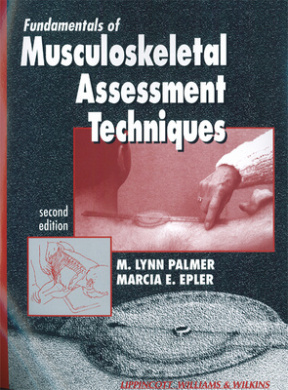 Fundamentals of
Musculoskeletal
Assessment
Techniques
second
edition
M. LYNN PALMER
MARCIA E. EPLER
LIPPINCOTT WILLIAMS & WILKINS